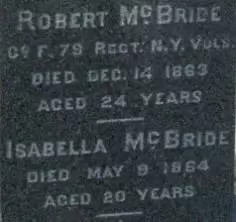 ROBERT McBRIDE
Co F. 79 REGT. N.Y. VOLS.
DIED DEC. 14 1863
AGED 24 YEARS
ISABELLA McBRIDE
DIED MAY 9 1864
AGED 20 YEARS